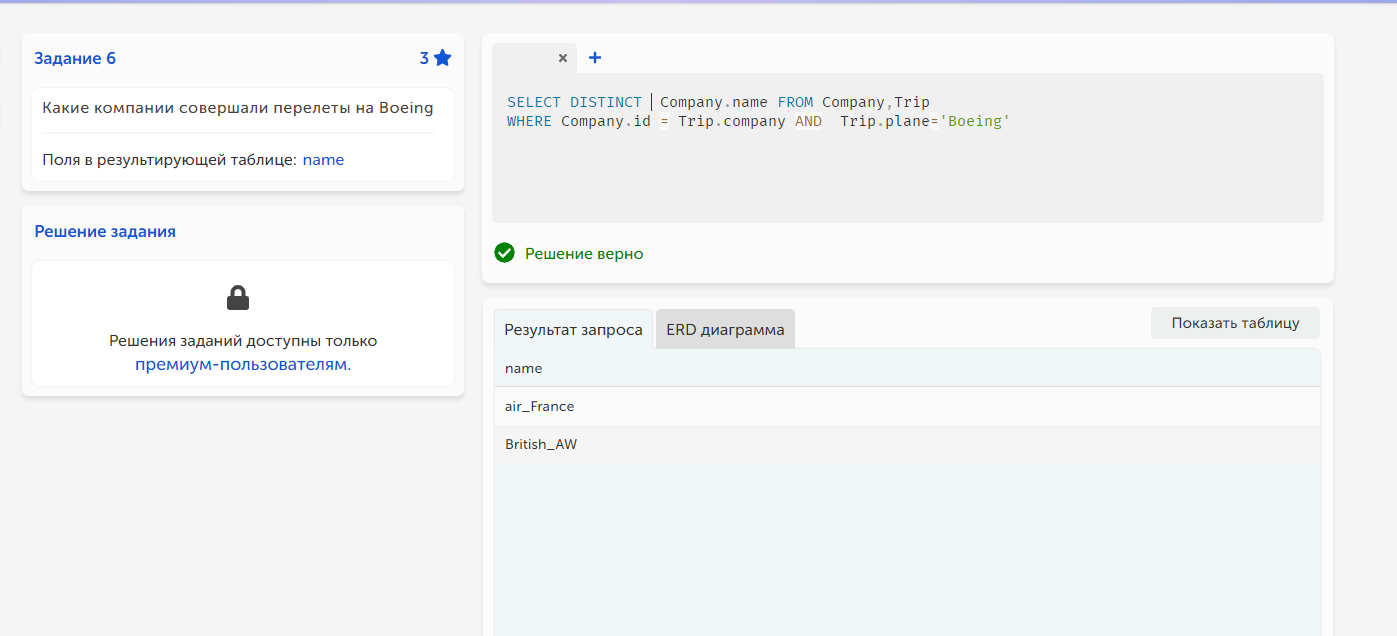 Задание 6
3
Какие компании совершали перелеты на Boeing
Поля в результирующей таблице: name
Решение задания
Решения заданий доступны только
премиум-пользователям.
SELECT DISTINCT Company.name FROM Company,Trip
WHERE Company.id = Trip.company AND  Trip.plane='Boeing'
Решение верно
Результат запроса
ERD диаграмма
Показать таблицу
name
air_France
British_AW